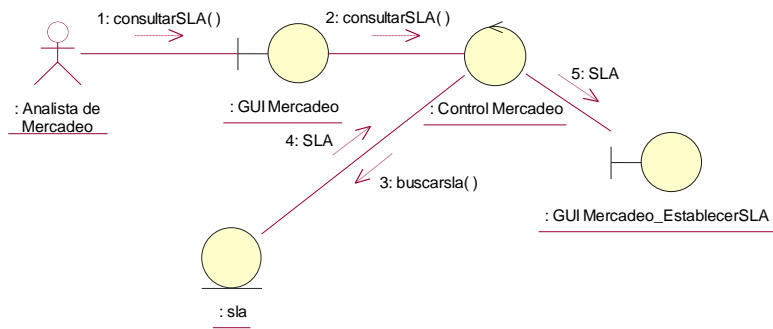 1: consultarSLA( )
2: consultarSLA( )
5: SLA
: Analista de
Mercadeo
: GUI Mercadeo
: Control Mercadeo
4: SLA
3: buscarsla( )
: GUI Mercadeo_EstablecerSLA
: sla